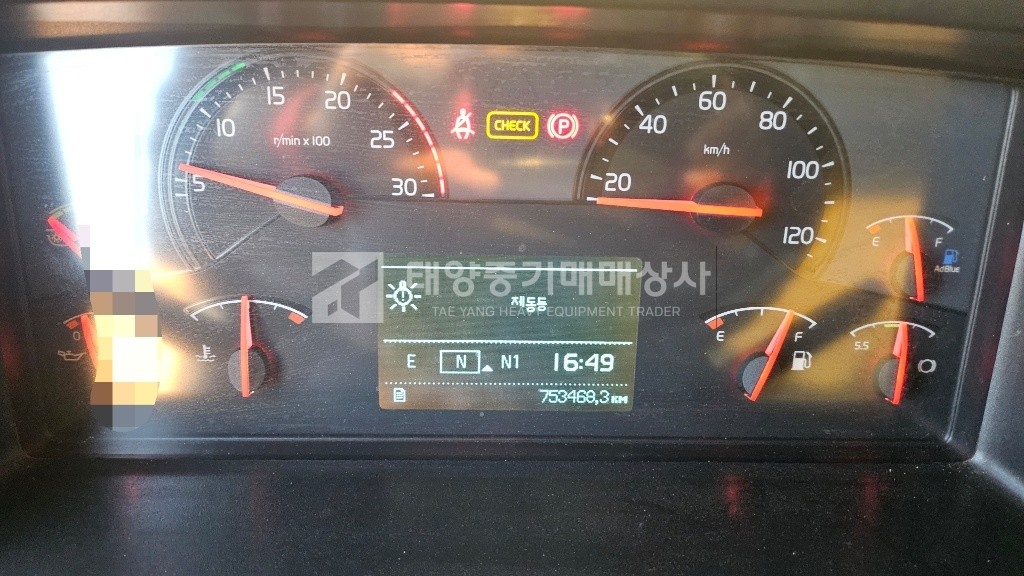 15
20
10
25
r/min x 100
5
30
CHECK
P
60
40
80
km/h
20
100
120
E
F
AdBlue
태양중기매매상사
TAE YANG HEAVY EQUIPMENT TRADER
제동등
0
E
F
5.5
E N N1 16:49
753468,3 KM